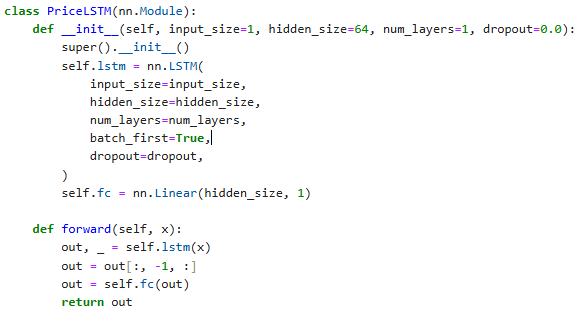 class PriceLSTM(nn.Module):
    def __init__(self, input_size=1, hidden_size=64, num_layers=1, dropout=0.0):
        super().__init__()
        self.lstm = nn.LSTM(
            input_size=input_size,
            hidden_size=hidden_size,
            num_layers=num_layers,
            batch_first=True,
            dropout=dropout,
        )
        self.fc = nn.Linear(hidden_size, 1)

    def forward(self, x):
        out, _ = self.lstm(x)
        out = out[:, -1, :]
        out = self.fc(out)
        return out